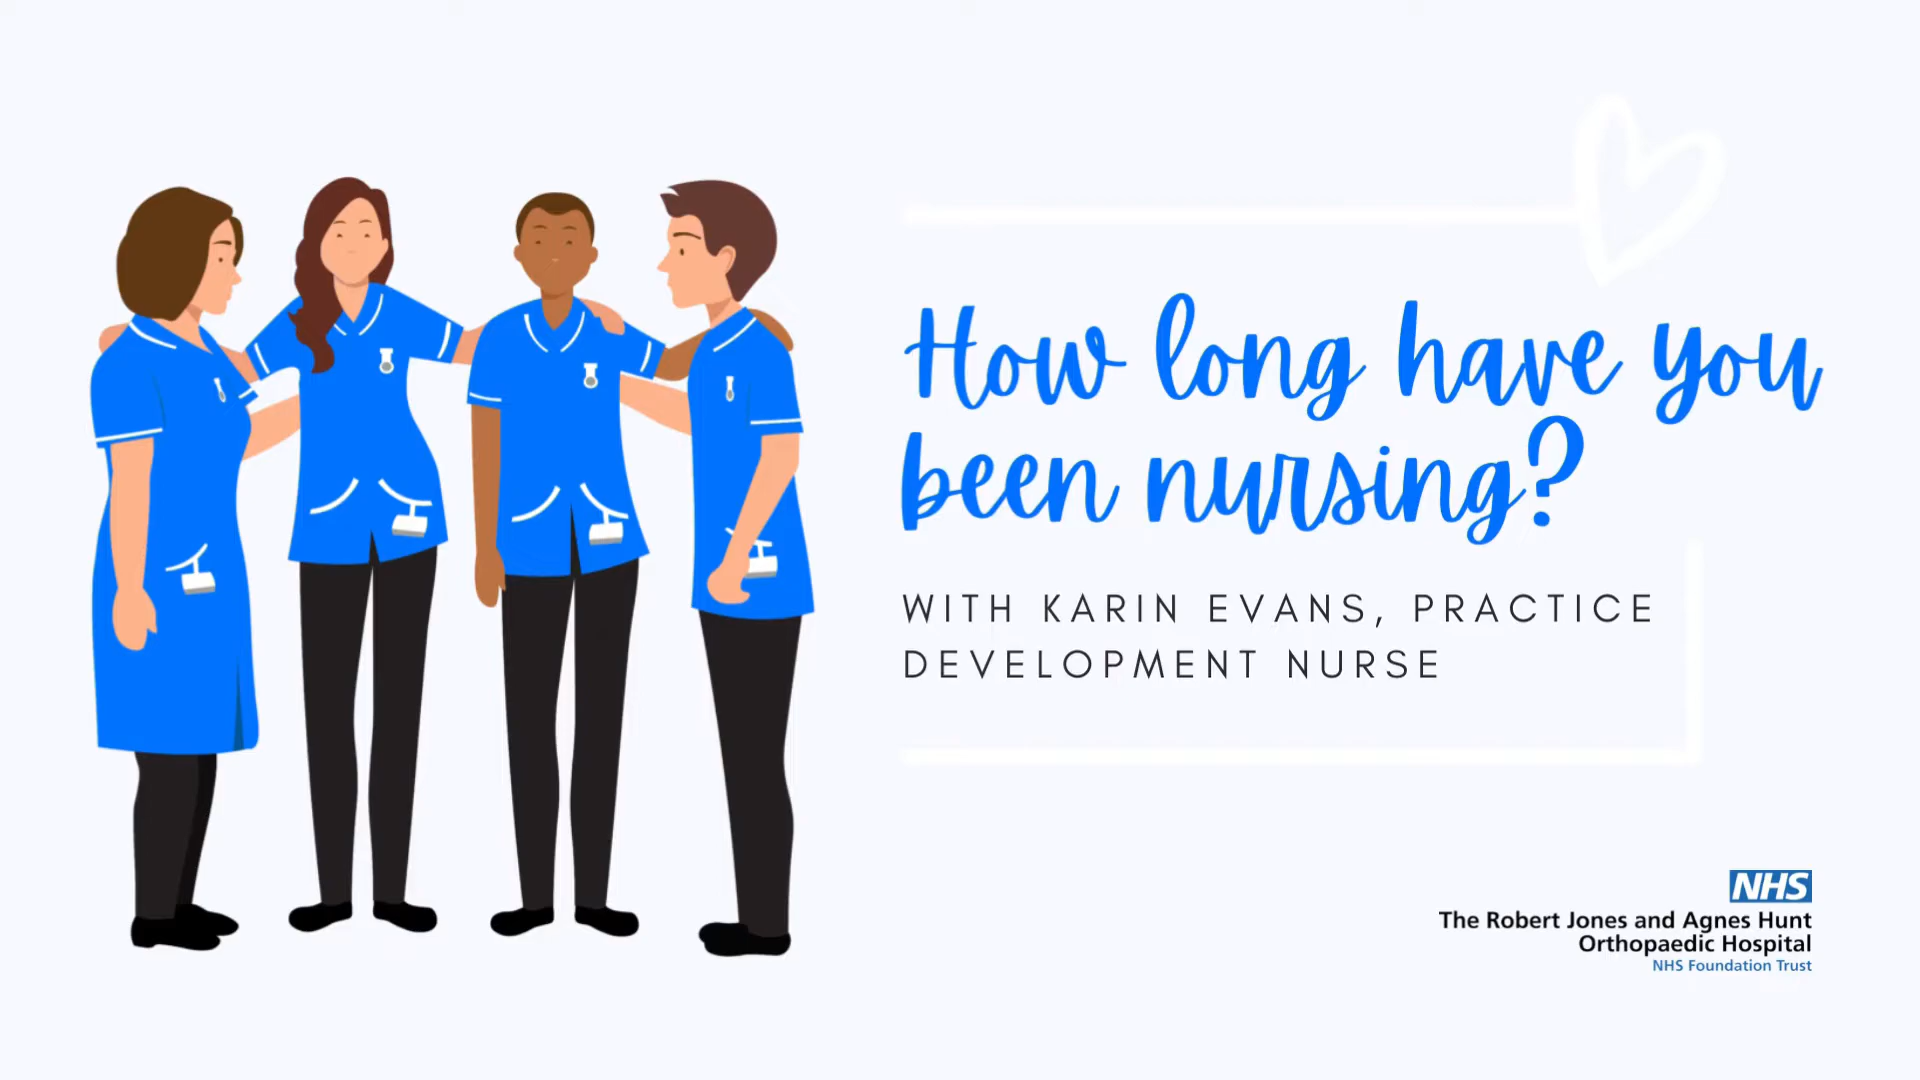 How long have you
been nursing?
WITH KARIN EVANS, PRACTICE
DEVELOPMENT NURSE
NHS
The Robert Jones and Agnes Hunt
Orthopaedic Hospital
NHS Foundation Trust